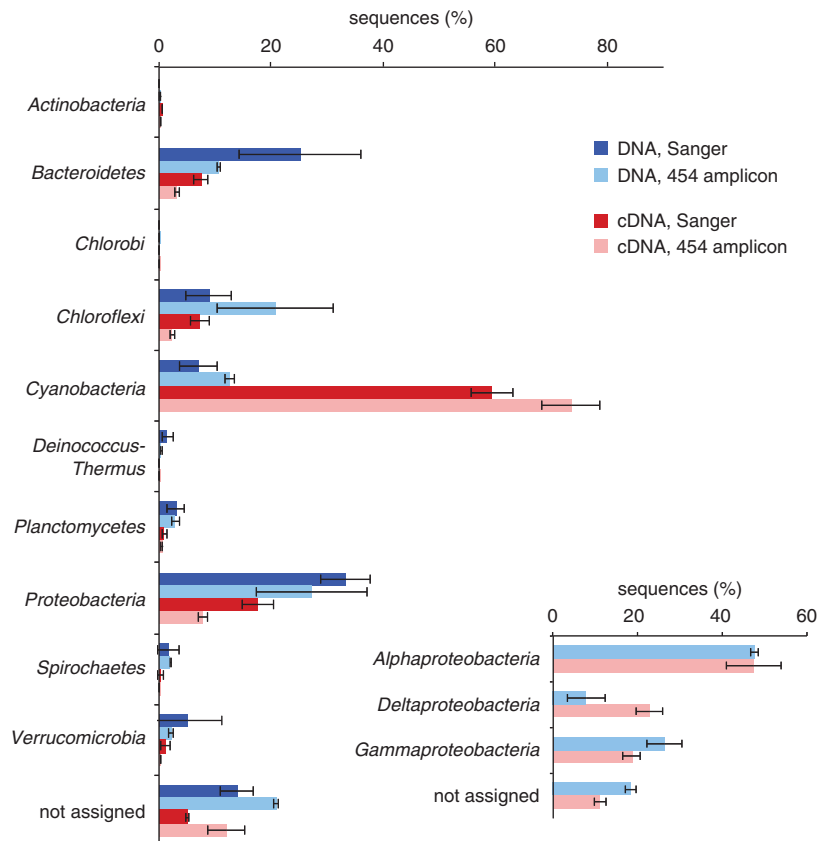 sequences (%)
0 20 40 60 80
Actinobacteria
Bacteroidetes
Chlorobi
Chloroflexi
Cyanobacteria
Deinococcus-
Thermus
Planctomycetes
Proteobacteria
Spirochaetes
Verrucomicrobia
not assigned
DNA, Sanger
DNA, 454 amplicon
cDNA, Sanger
cDNA, 454 amplicon
sequences (%)
0 20 40 60
Alphaproteobacteria
Deltaproteobacteria
Gammaproteobacteria
not assigned